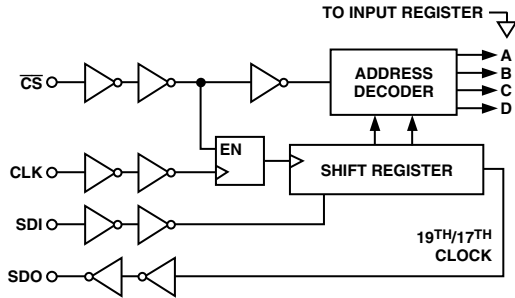 TO INPUT REGISTER
CS
ADDRESS
DECODER
A
B
C
D
EN
CLK
SHIFT REGISTER
SDI
19TH/17TH
CLOCK
SDO